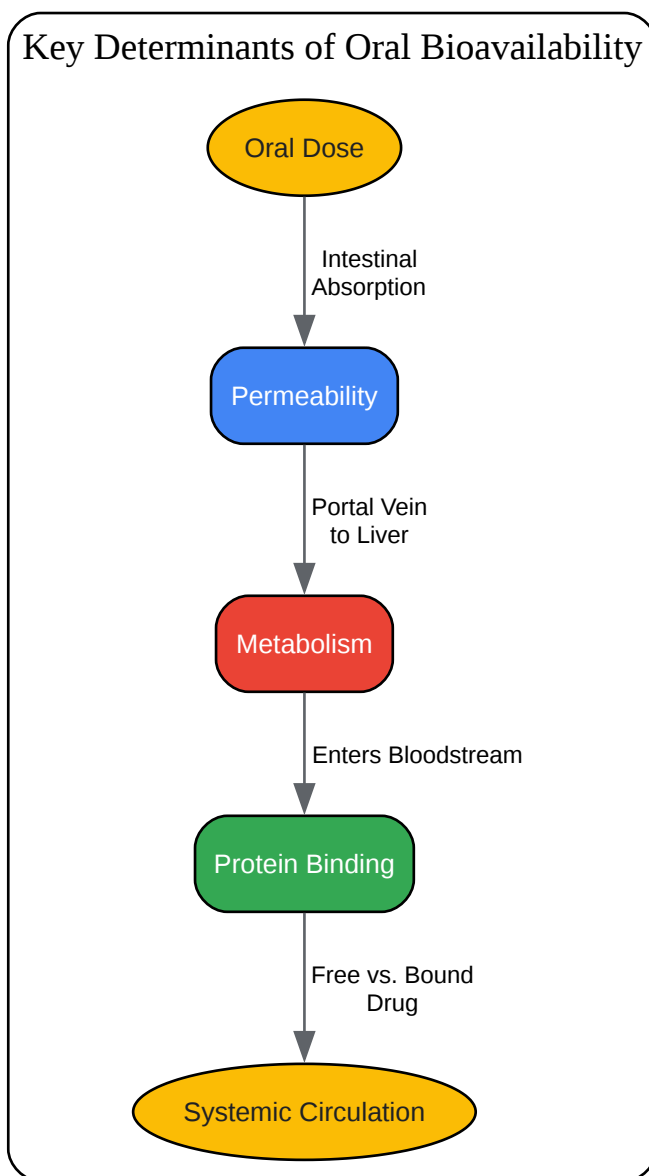 Key Determinants of Oral Bioavailability
Oral Dose
Intestinal
Absorption
Permeability
Portal Vein
to Liver
Metabolism
Enters Bloodstream
Protein Binding
Free vs. Bound
Drug
Systemic Circulation